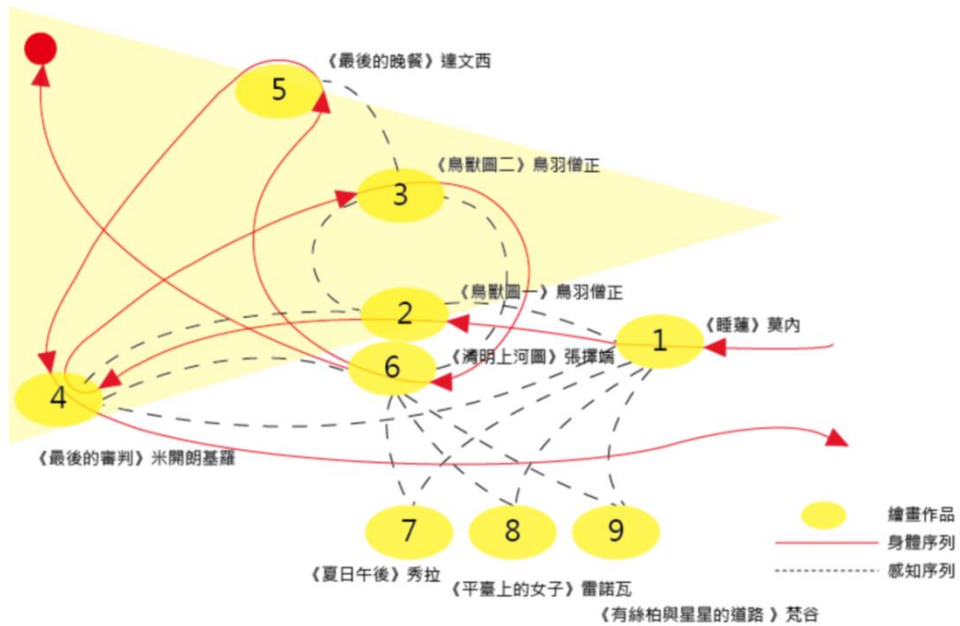 《最後的晚餐》達文西
5
《鳥獸圖二》鳥羽僧正
3
《鳥獸圖一》鳥羽僧正
2
《睡蓮》莫內
1
《清明上河圖》張擇端
6
4
《最後的審判》米開朗基羅
7
8
9
繪畫作品
身體序列
感知序列
《夏日午後》秀拉
《平臺上的女子》雷諾瓦
《有絲柏與星星的道路 》梵谷